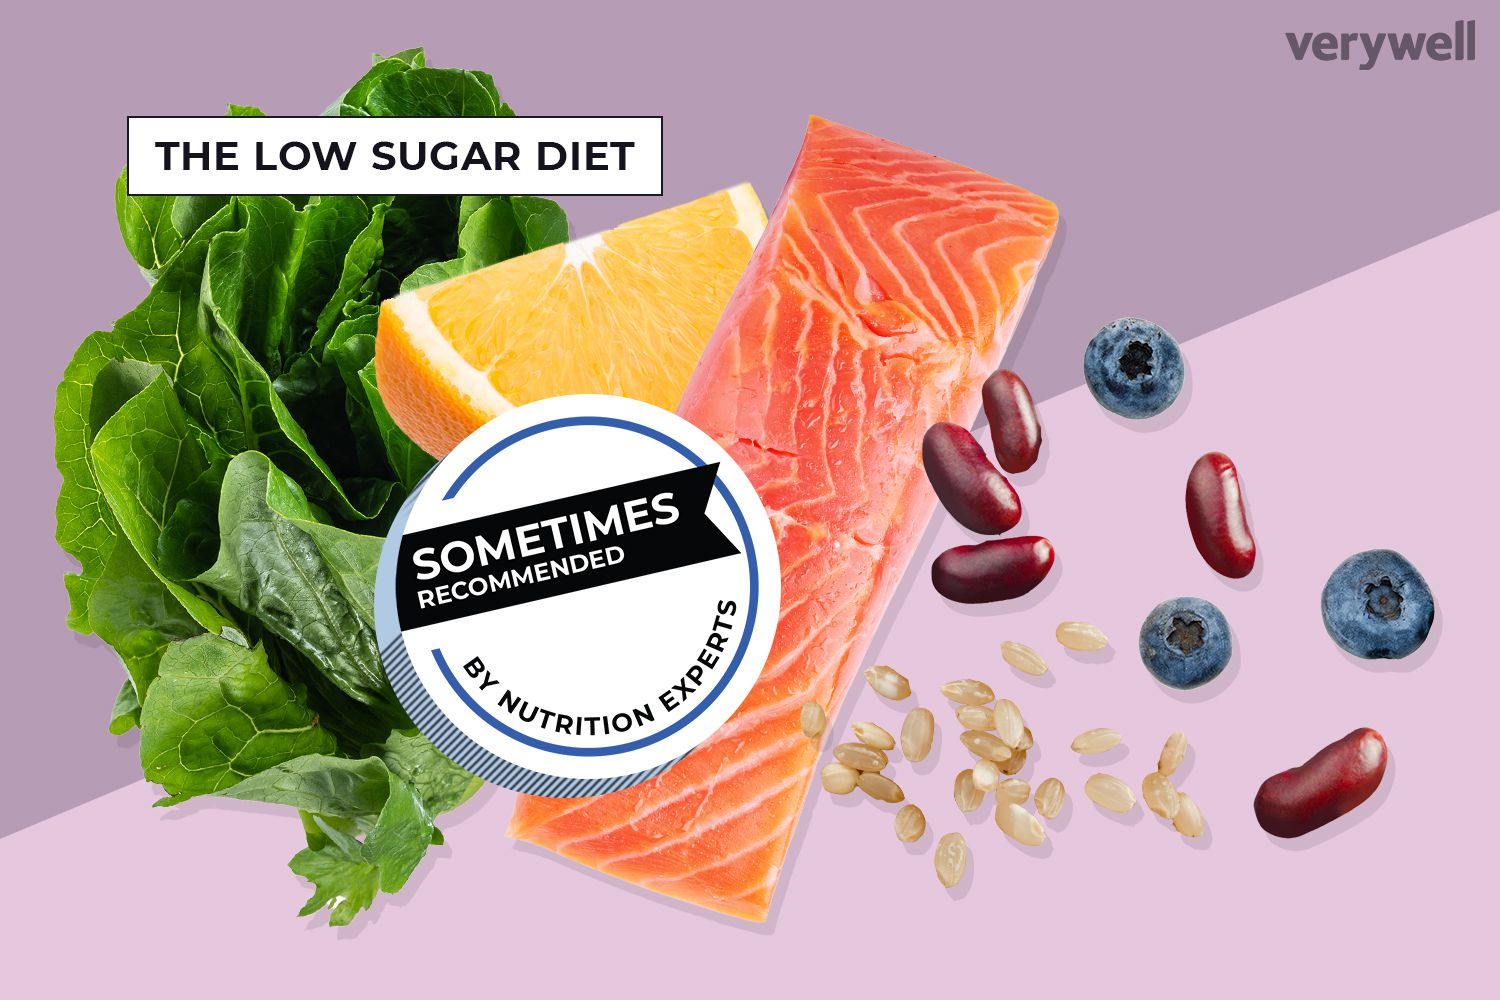 verywell
THE LOW SUGAR DIET
SOMETIMES
RECOMMENDED
BY NUTRITION EXPERTS